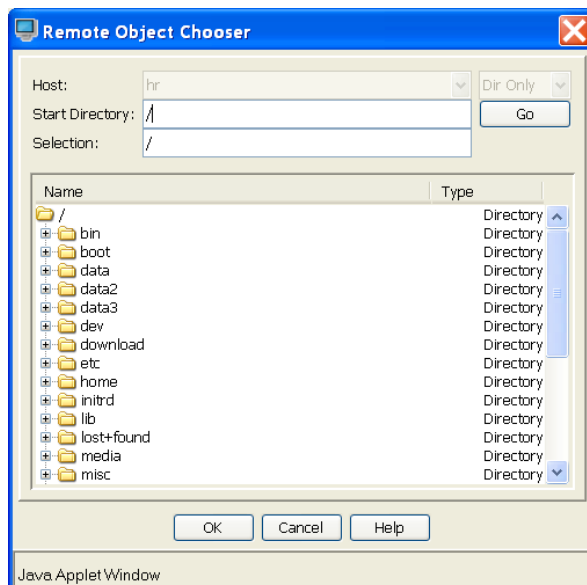 Remote Object Chooser
Host: hr Dir Only
Start Directory: / Go
Selection: /
Name Type
/ Directory
bin Directory
boot Directory
data Directory
data2 Directory
data3 Directory
dev Directory
download Directory
etc Directory
home Directory
initrd Directory
lib Directory
lost+found Directory
media Directory
misc Directory
OK Cancel Help
Java Applet Window